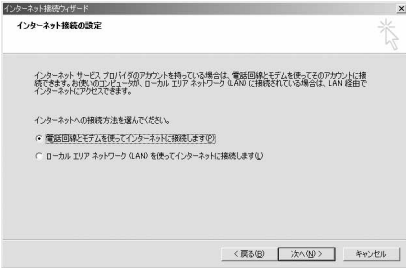 インターネット接続ウィザード
インターネット接続の設定
インターネット サービス プロバイダのアカウントを持っている場合は、電話回線とモデムを使ってそのアカウントに接
続できます。お使いのコンピュータが、ローカル エリア ネットワーク (LAN) に接続されている場合は、LAN 経由で
インターネットにアクセスできます。
インターネットへの接続方法を選んでください。
電話回線とモデムを使ってインターネットに接続します(P)
ローカル エリア ネットワーク (LAN) を使ってインターネットに接続します(L)
< 戻る(B)
次へ(N) >
キャンセル